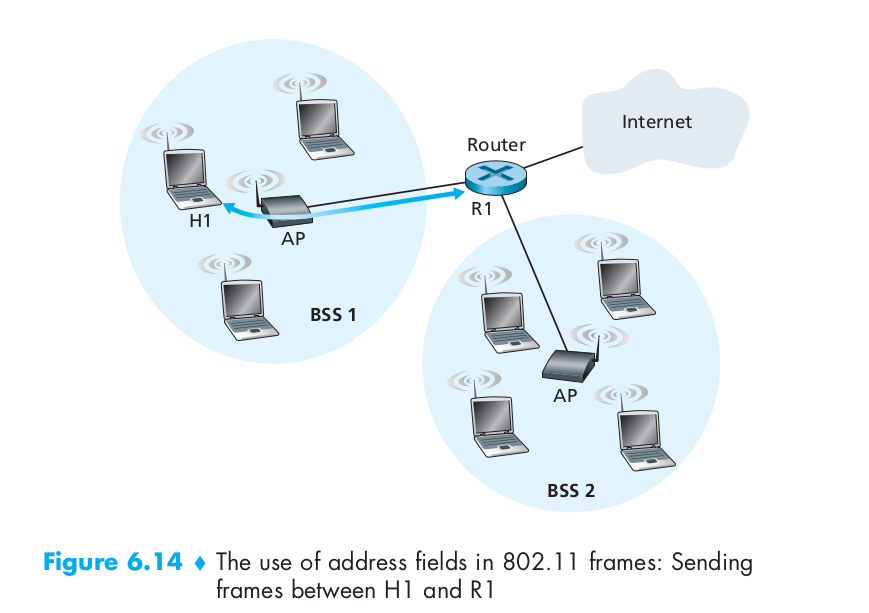 Internet
Router
R1
H1
AP
BSS 1
AP
BSS 2
Figure 6.14 ♦ The use of address fields in 802.11 frames: Sending
frames between H1 and R1